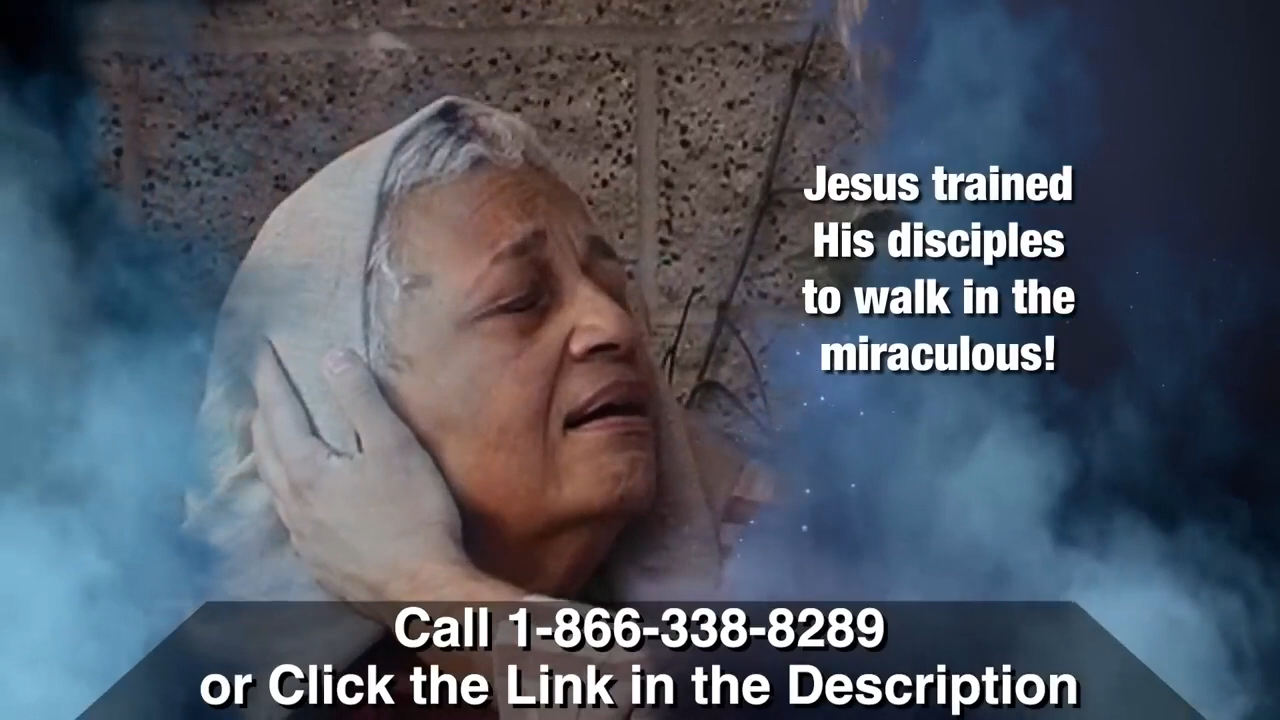 Jesus trained
His disciples
to walk in the
miraculous!
Call 1-866-338-8289
or Click the Link in the Description